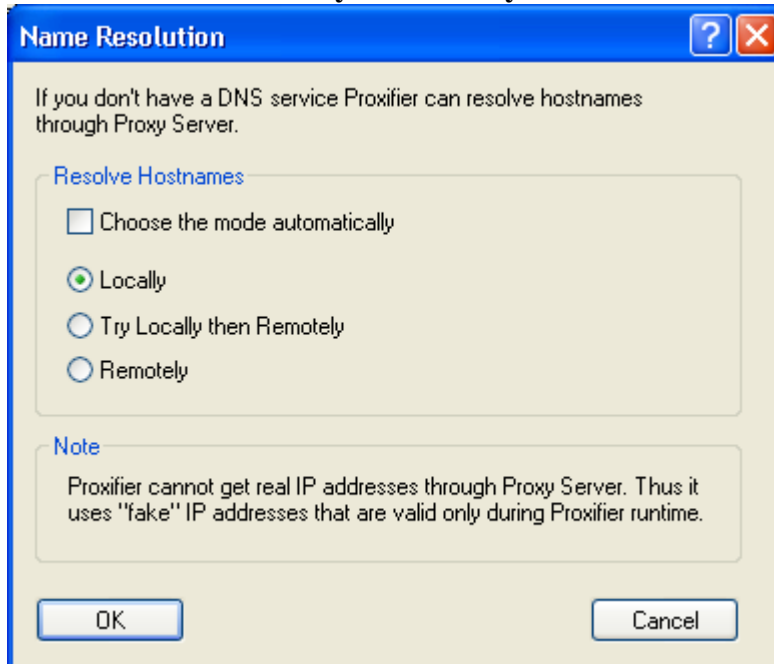 Name Resolution
If you don't have a DNS service Proxifier can resolve hostnames
through Proxy Server.
Resolve Hostnames
Choose the mode automatically
Locally
Try Locally then Remotely
Remotely
Note
Proxifier cannot get real IP addresses through Proxy Server. Thus it
uses "fake" IP addresses that are valid only during Proxifier runtime.
OK Cancel